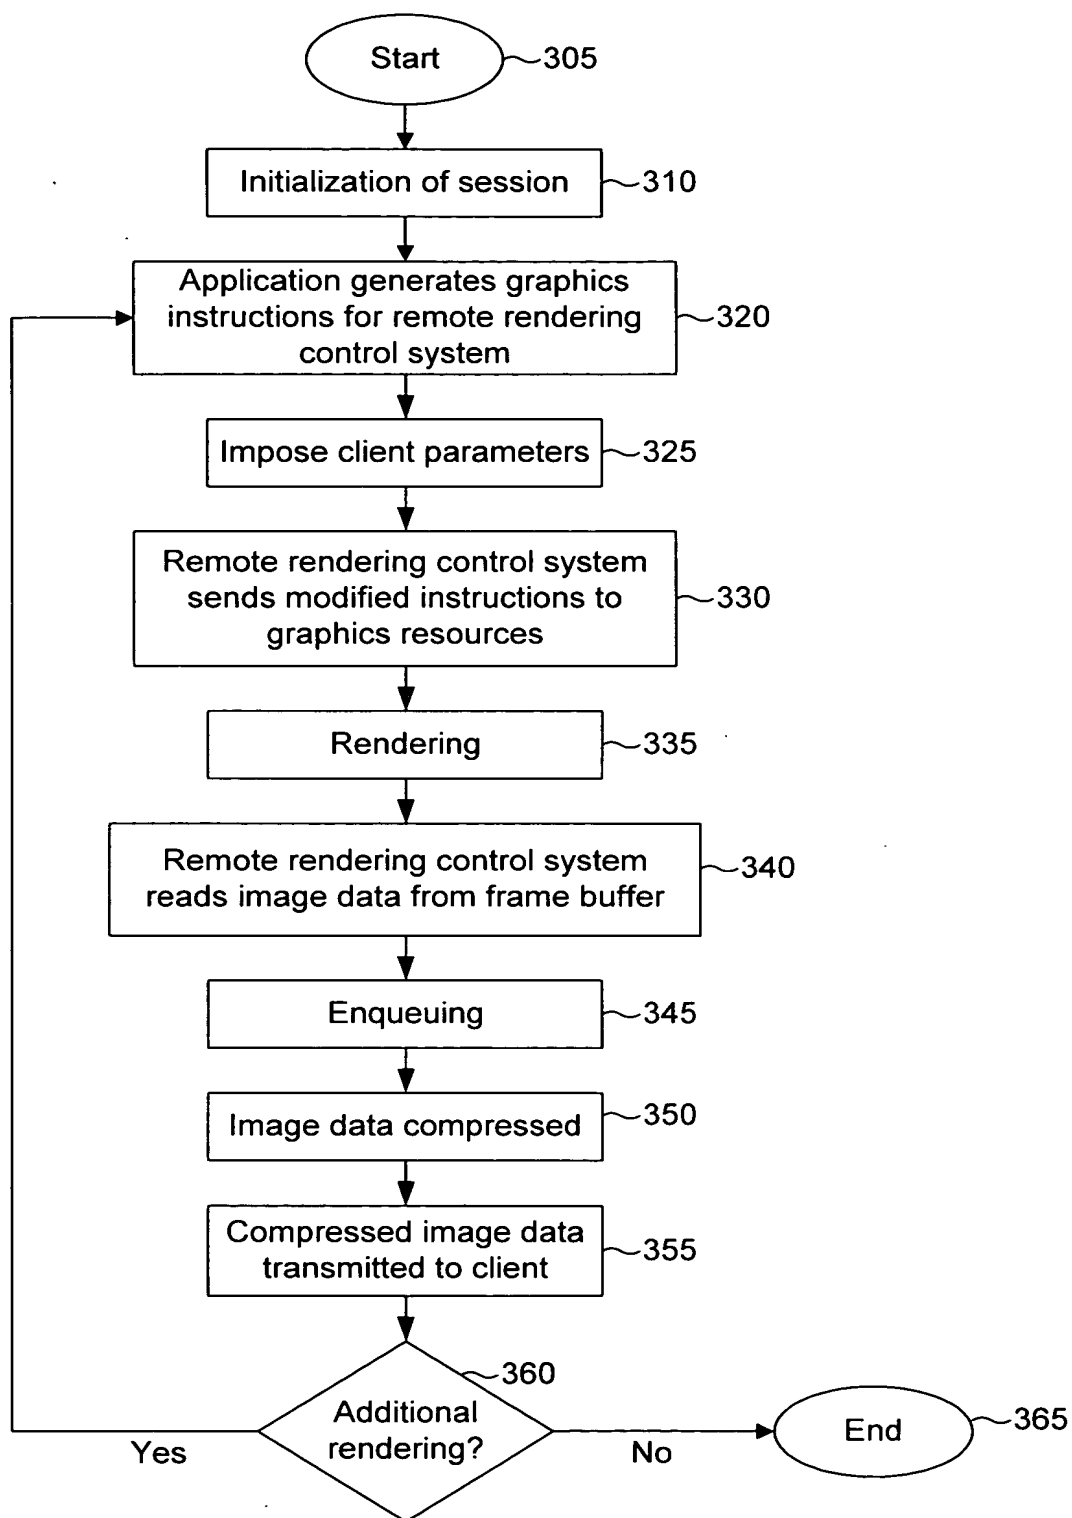 Start
305
Initialization of session
310
Application generates graphics
instructions for remote rendering
control system
320
Impose client parameters
325
Remote rendering control system
sends modified instructions to
graphics resources
330
Rendering
335
Remote rendering control system
reads image data from frame buffer
340
Enqueuing
345
Image data compressed
350
Compressed image data
transmitted to client
355
360
Additional
rendering?
Yes
No
End
365